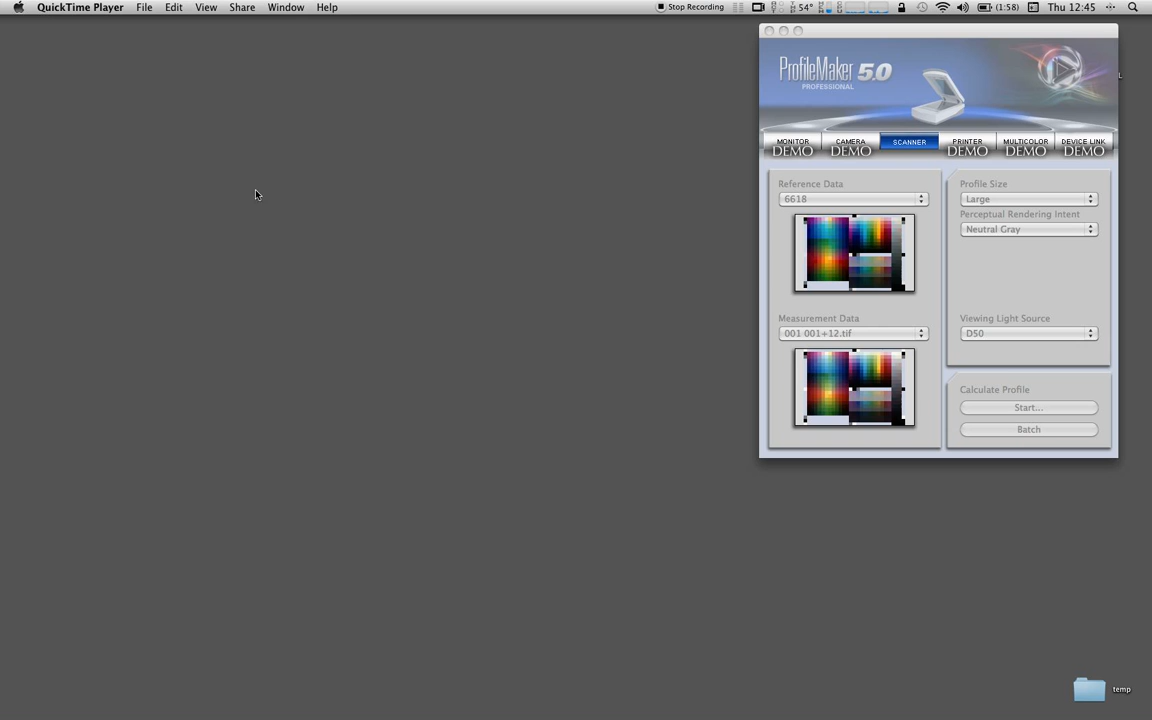 QuickTime Player File Edit View Share Window Help Stop Recording 54° (1:58) Thu 12:45
ProfileMaker 5.0
PROFESSIONAL
MONITOR CAMERA SCANNER PRINTER MULTICOLOR DEVICE LINK
DEMO DEMO DEMO DEMO DEMO
Reference Data
6618
Measurement Data
001 001+12.tif
Profile Size
Large
Perceptual Rendering Intent
Neutral Gray
Viewing Light Source
D50
Calculate Profile
Start...
Batch
temp